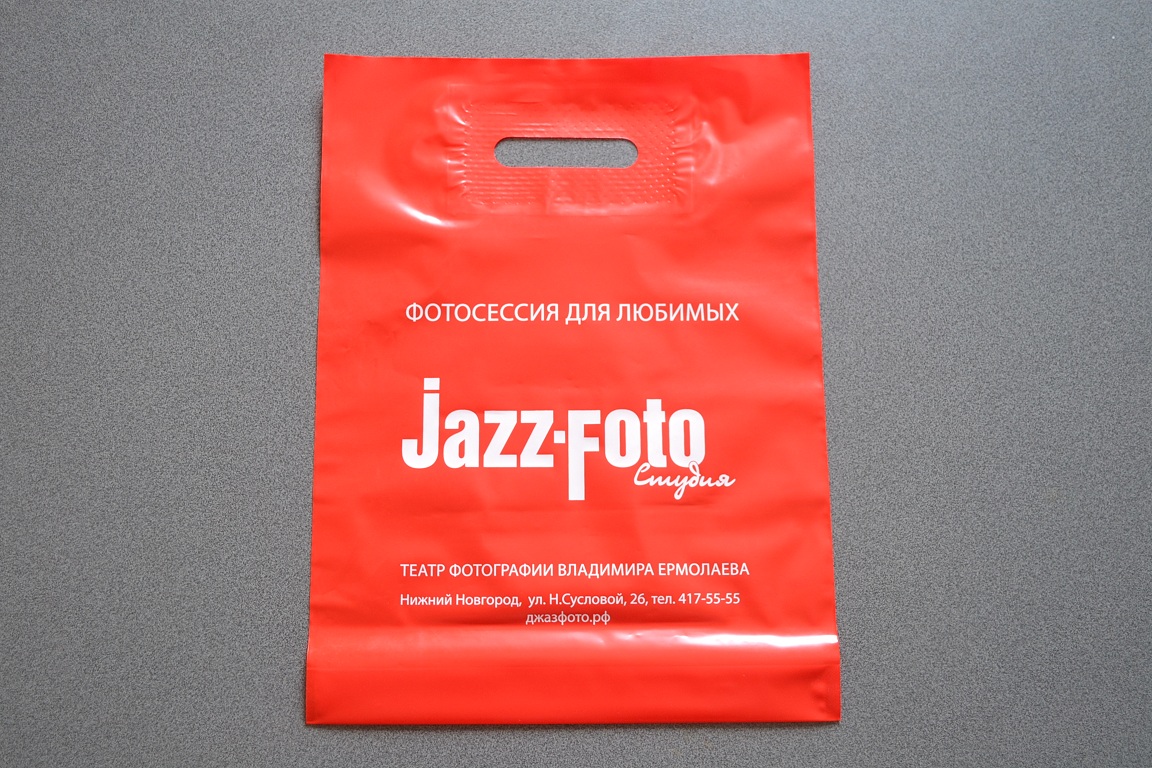 ФОТОСЕССИЯ ДЛЯ ЛЮБИМЫХ
jazz-Foto
Студия
ТЕАТР ФОТОГРАФИИ ВЛАДИМИРА ЕРМОЛАЕВА
Нижний Новгород, ул. Н.Сусловой, 26, тел. 417-55-55
джазфото.рф